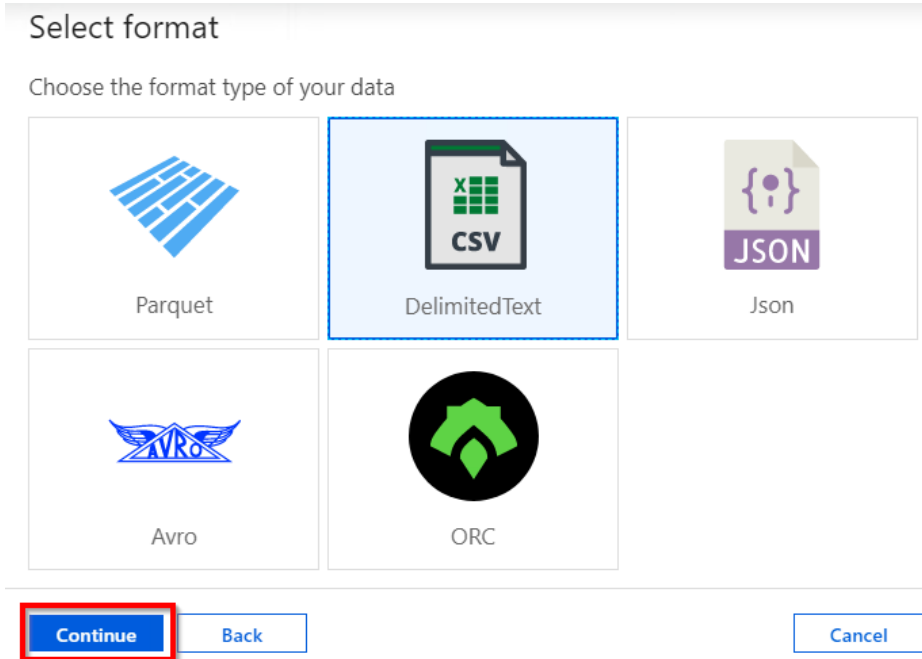 Select format
Choose the format type of your data
X
CSV
{ }
JSON
Parquet
DelimitedText
Json
AVRO
Avro
ORC
Continue
Back
Cancel